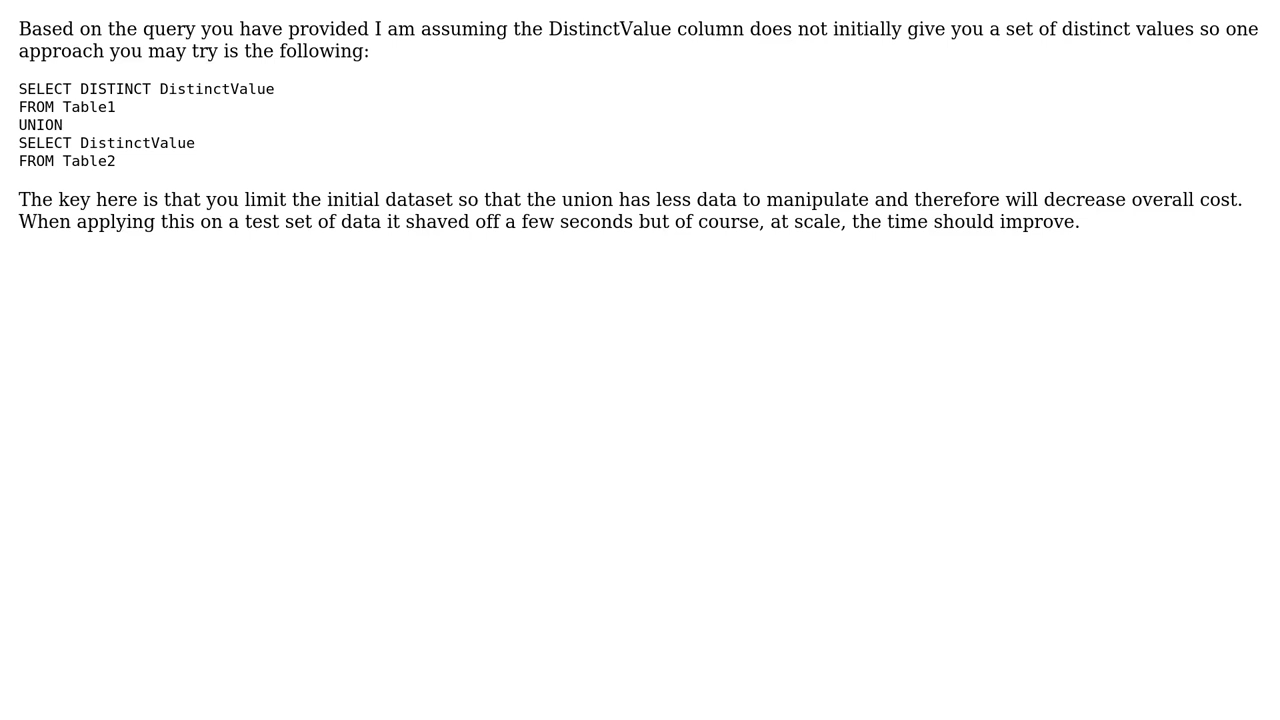 Based on the query you have provided I am assuming the DistinctValue column does not initially give you a set of distinct values so one
approach you may try is the following:
SELECT DISTINCT DistinctValue
FROM Table1
UNION
SELECT DistinctValue
FROM Table2
The key here is that you limit the initial dataset so that the union has less data to manipulate and therefore will decrease overall cost.
When applying this on a test set of data it shaved off a few seconds but of course, at scale, the time should improve.